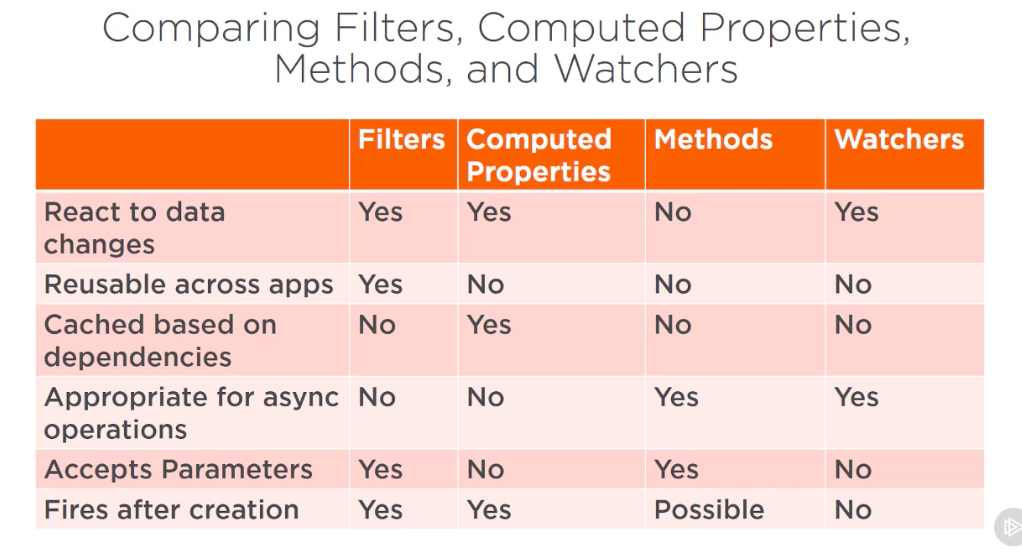 Comparing Filters, Computed Properties,
Methods, and Watchers
Filters Computed Properties Methods Watchers
React to data changes Yes Yes No Yes
Reusable across apps Yes No No No
Cached based on dependencies No Yes No No
Appropriate for async operations No No Yes Yes
Accepts Parameters Yes No Yes No
Fires after creation Yes Yes Possible No